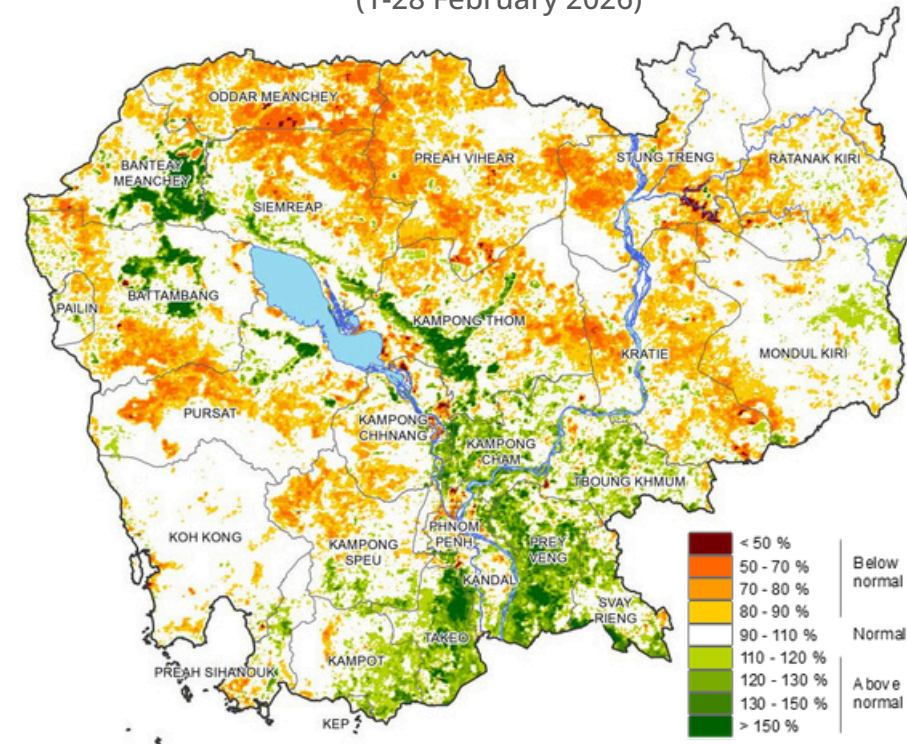 (1-28 February 2026)
ODDAR MEANCHEY
PREAH VIHEAR
STUNG TRENG
RATANAK KIRI
BANTEAY
MEANCHEY
SIEMREAP
BATTAMBANG
PAILIN
KAMPONG THOM
KRATIE
MONDUL KIRI
PURSAT
KAMPONG
CHHNANG
KAMPONG
CHAM
TBOUNG KHMUM
KOH KONG
KAMPONG
SPEU
PHNOM
PENH
PREY
VENG
KANDAL
SVAY
RIENG
TAKEO
KAMPOT
PREAH SIHANOUK
KEP
< 50 %
50 - 70 %
70 - 80 %
80 - 90 %
90 - 110 %
110 - 120 %
120 - 130 %
130 - 150 %
> 150 %
Below
normal
Normal
Above
normal